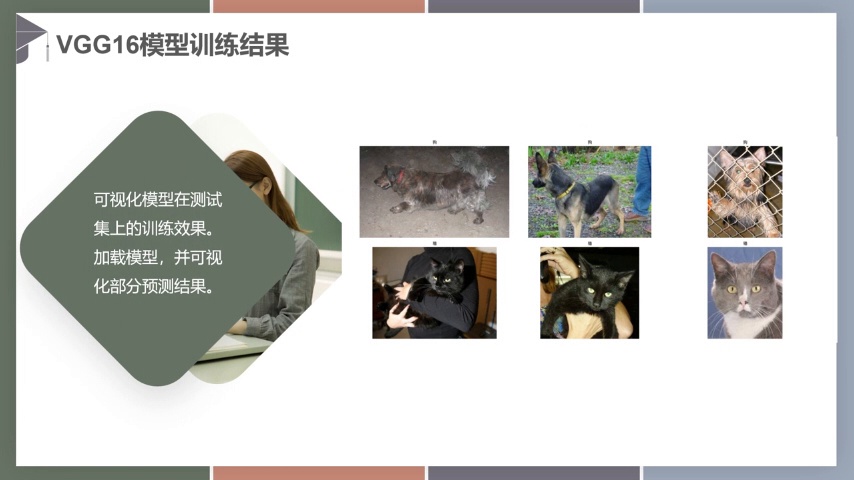 VGG16模型训练结果
可视化模型在测试
集上的训练效果。
加载模型，并可视
化部分预测结果。
狗 狗 狗
猫 猫 猫